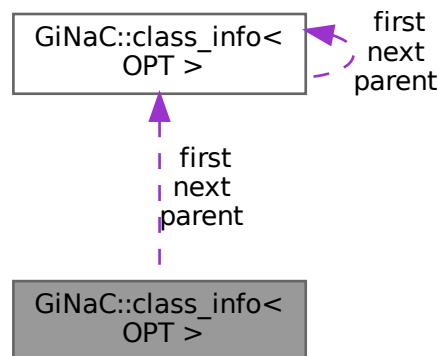 GiNaC::class_info<
OPT >
first
next
parent
first
next
parent
GiNaC::class_info<
OPT >